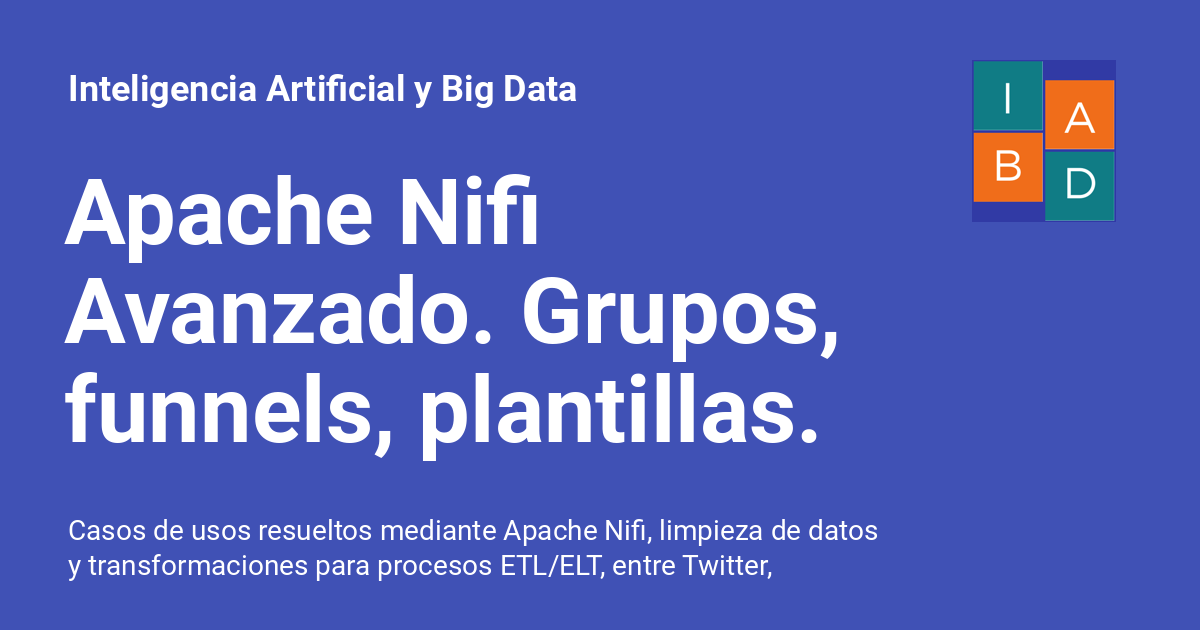 Inteligencia Artificial y Big Data
I
A
B
D
Apache Nifi
Avanzado. Grupos,
funnels, plantillas.
Casos de usos resueltos mediante Apache Nifi, limpieza de datos
y transformaciones para procesos ETL/ELT, entre Twitter,